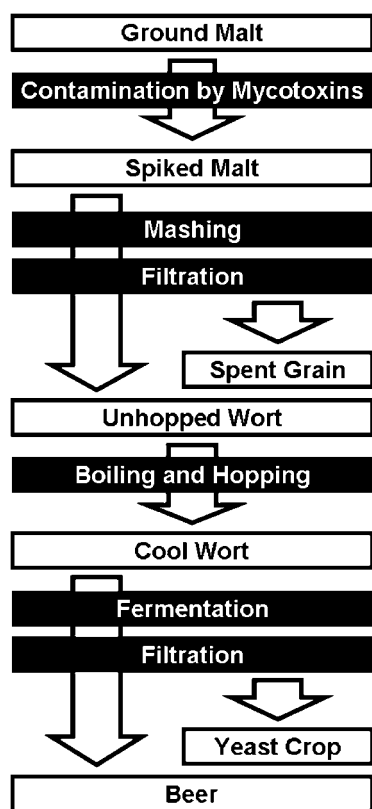 Ground Malt
Contamination by Mycotoxins
Spiked Malt
Mashing
Filtration
Spent Grain
Unhopped Wort
Boiling and Hopping
Cool Wort
Fermentation
Filtration
Yeast Crop
Beer